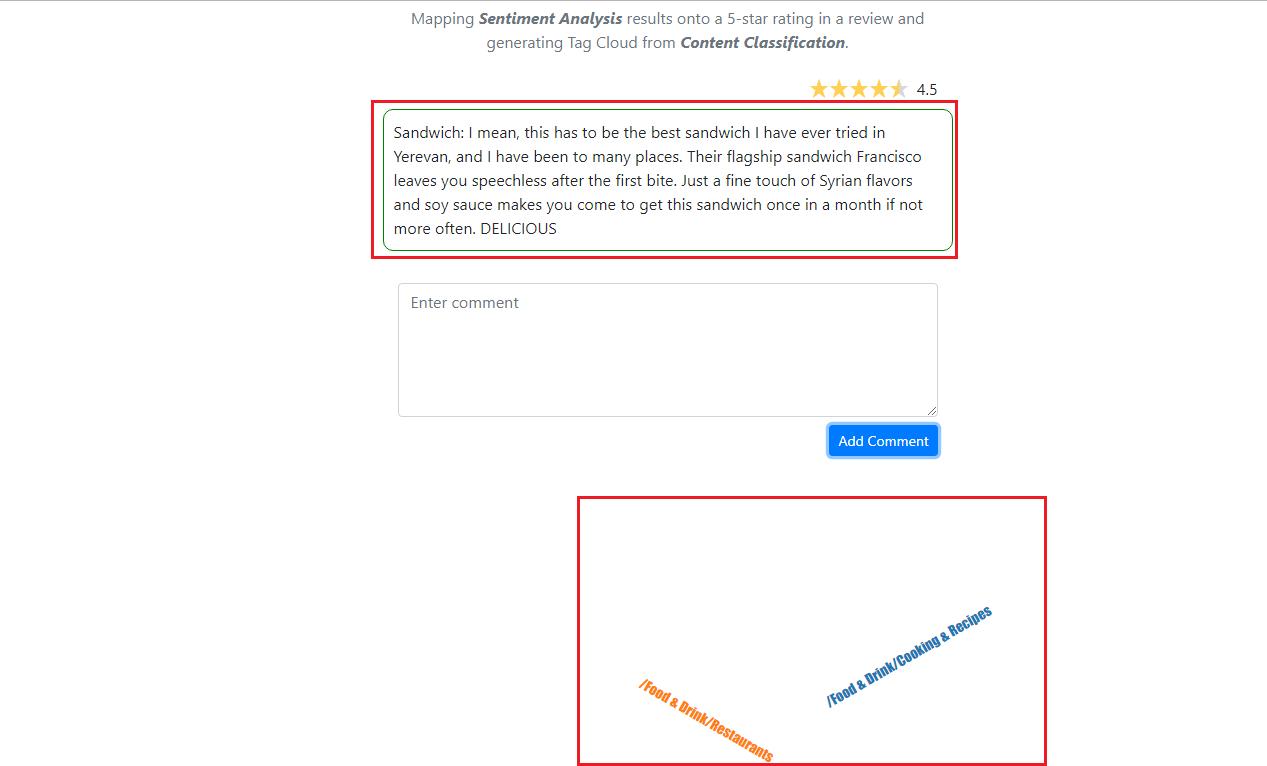 Mapping Sentiment Analysis results onto a 5-star rating in a review and
generating Tag Cloud from Content Classification.
4.5
Sandwich: I mean, this has to be the best sandwich I have ever tried in
Yerevan, and I have been to many places. Their flagship sandwich Francisco
leaves you speechless after the first bite. Just a fine touch of Syrian flavors
and soy sauce makes you come to get this sandwich once in a month if not
more often. DELICIOUS
Enter comment
Add Comment
/Food & Drink/Cooking & Recipes
/Food & Drink/Restaurants